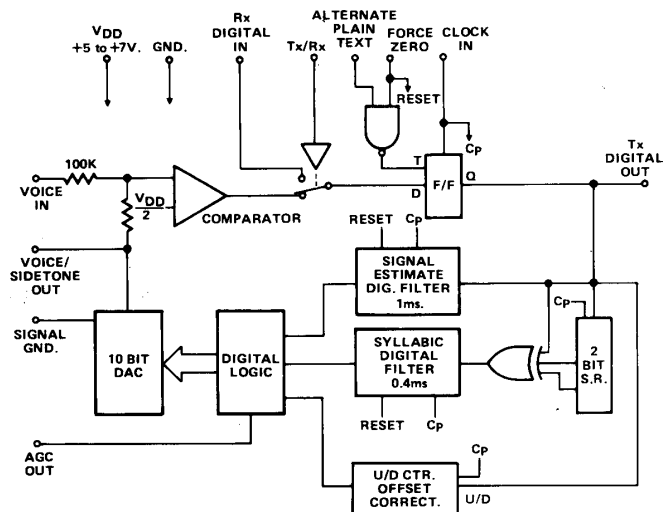 VDD
+5 to +7V.
GND.
Rx
DIGITAL
IN
Tx/Rx
ALTERNATE
PLAIN
TEXT
FORCE
ZERO
CLOCK
IN
RESET
CP
100K
VOICE
IN
VDD
2
COMPARATOR
T
D
F/F
Q
Tx
DIGITAL
OUT
VOICE/
SIDETONE
OUT
RESET
CP
SIGNAL
ESTIMATE
DIG. FILTER
1ms.
SIGNAL
GND.
10 BIT
DAC
DIGITAL
LOGIC
SYLLABIC
DIGITAL
FILTER
0.4ms
CP
2
BIT
S.R.
RESET
CP
AGC
OUT
U/D CTR.
OFFSET
CORRECT.
CP
U/D